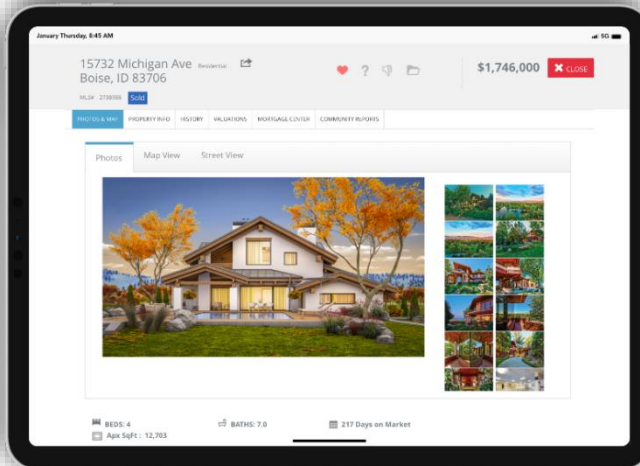 January Thursday, 8:45 AM
5G
15732 Michigan Ave Residential
Boise, ID 83706
?
$1,746,000
✖ CLOSE
MLS# Sold
PHOTOS & MAP PROPERTY INFO HISTORY VALUATIONS MORTGAGE CENTER COMMUNITY REPORTS
Photos Map View Street View
BEDS: 4 BATHS: 7.0 217 Days on Market
Apx SqFt : 12,703